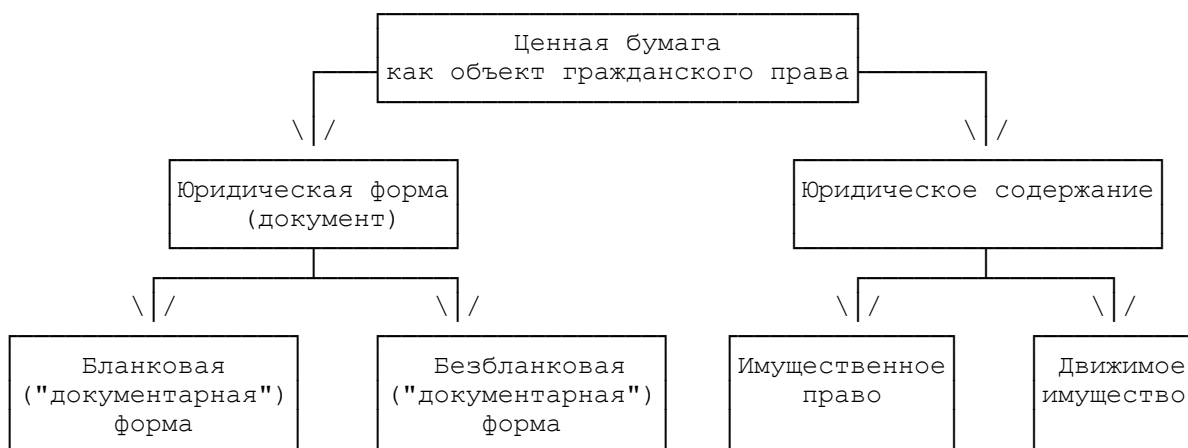 Ценная бумага
как объект гражданского права
Юридическая форма
(документ)
Юридическое содержание
Бланковая
("документарная")
форма
Безбланковая
("документарная")
форма
Имущественное
право
Движимое
имущество